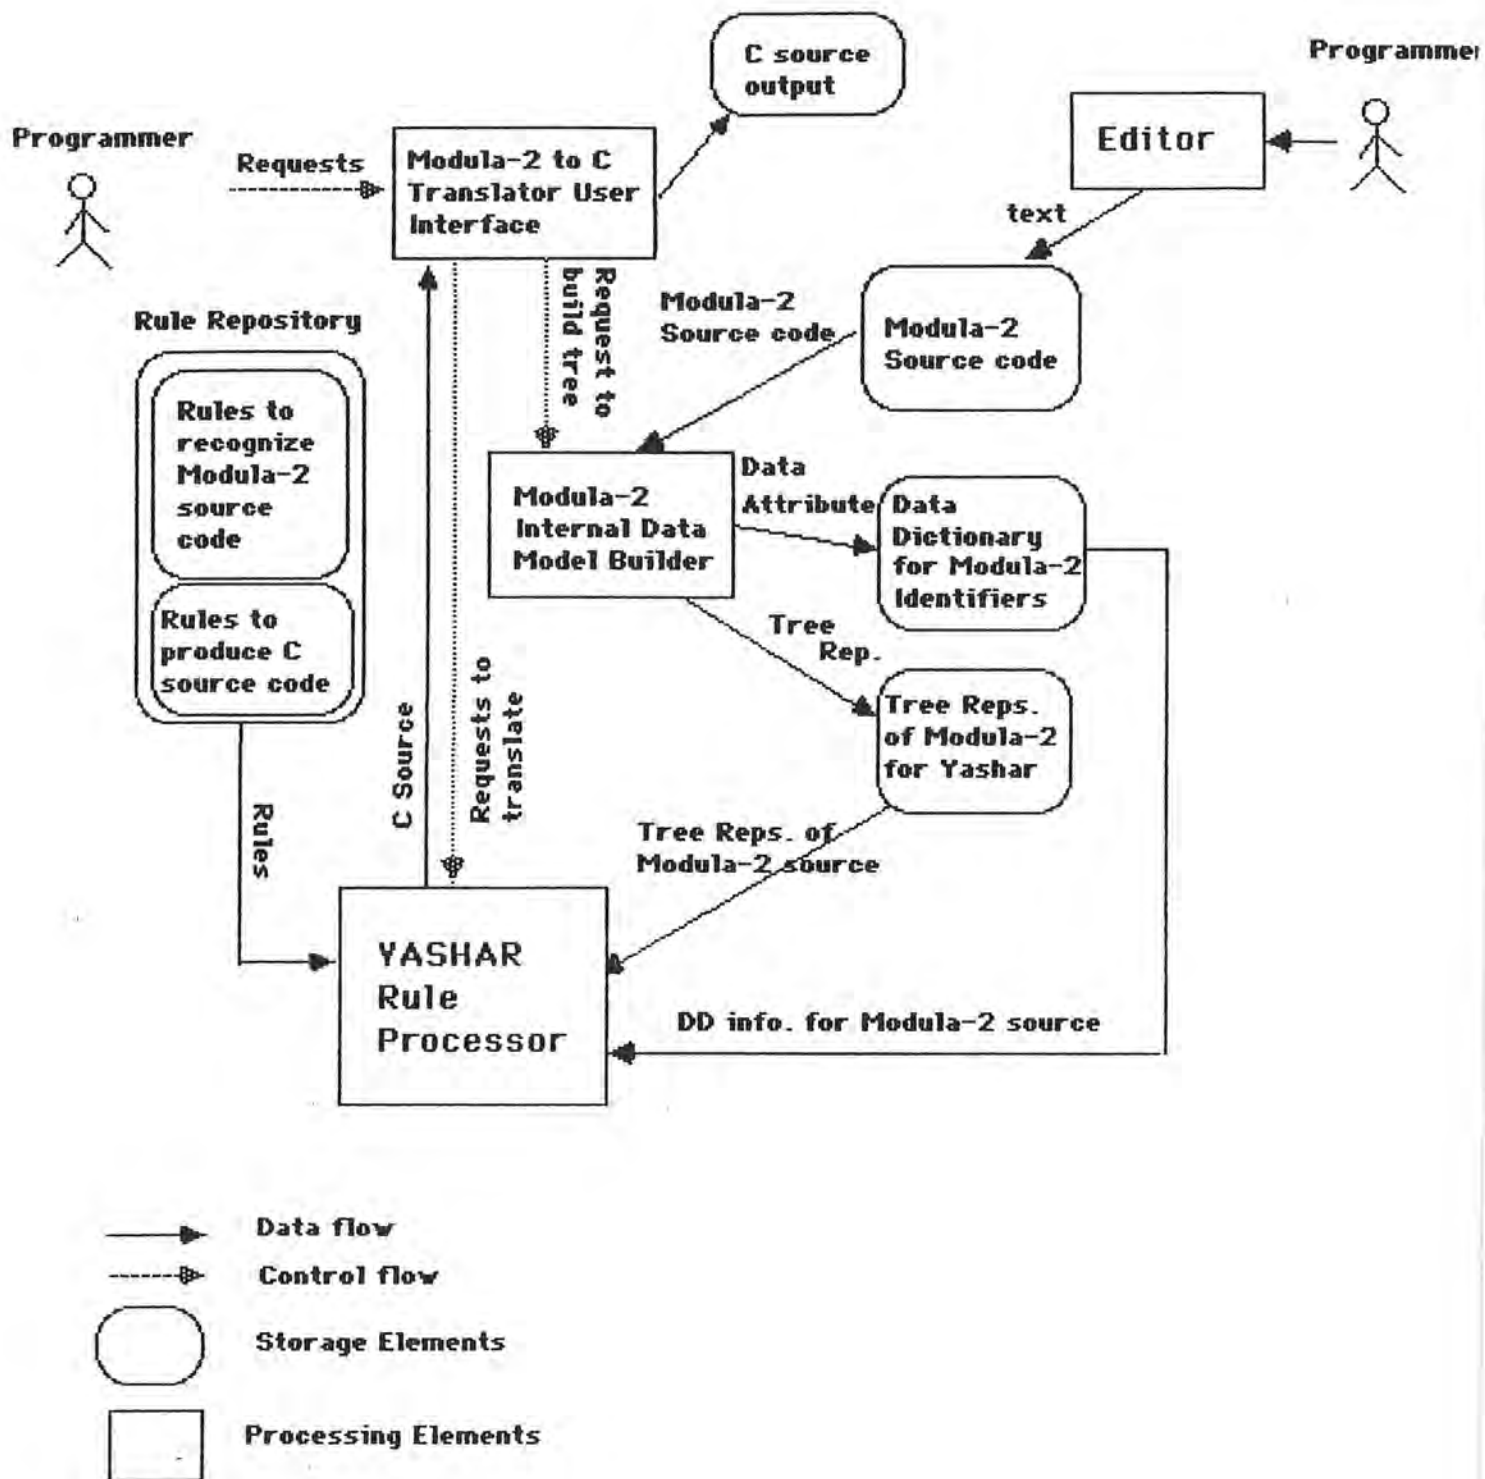 C source
output
Programmer
Editor
Programmer
Requests
Modula-2 to C
Translator User
Interface
text
Request to
build tree
Modula-2
Source code
Modula-2
Source code
Rule Repository
Rules to
recognize
Modula-2
source
code
Rules to
produce C
source code
Modula-2
Internal Data
Model Builder
Data
Attribute
Data
Dictionary
for Modula-2
Identifiers
Tree
Rep.
Tree Reps.
of Modula-2
for Yashar
Rules
C Source
Requests to
translate
Tree Reps. of
Modula-2 source
YASHAR
Rule
Processor
DD info. for Modula-2 source
Data flow
Control flow
Storage Elements
Processing Elements